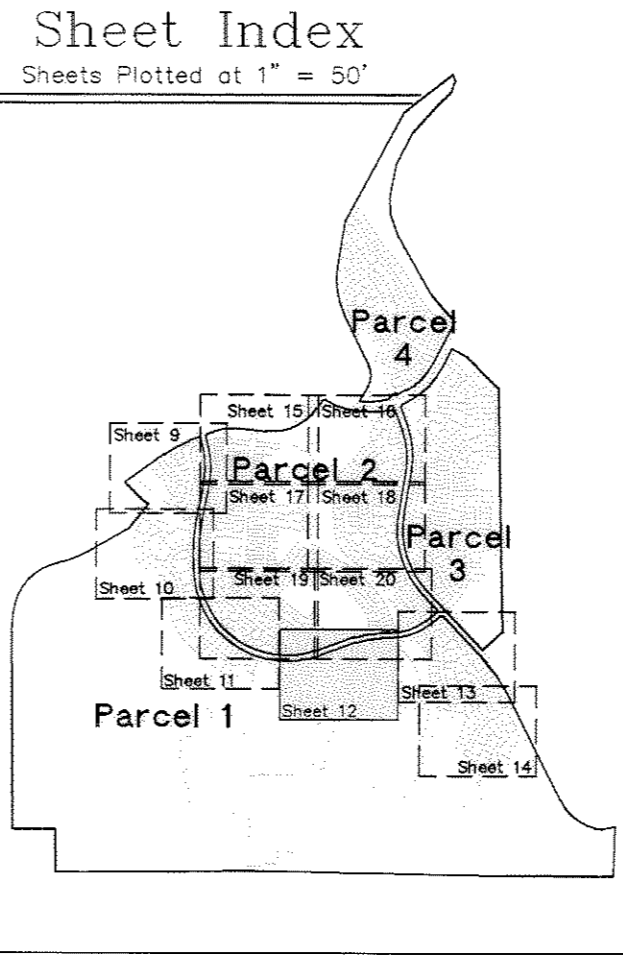 Sheet Index
Sheets Plotted at 1" = 50'
Parcel
4
Sheet 15
Sheet 16
Sheet 9
Parcel 2
Sheet 17
Sheet 18
Parcel
3
Sheet 10
Sheet 19
Sheet 20
Sheet 11
Sheet 13
Parcel 1
Sheet 12
Sheet 14